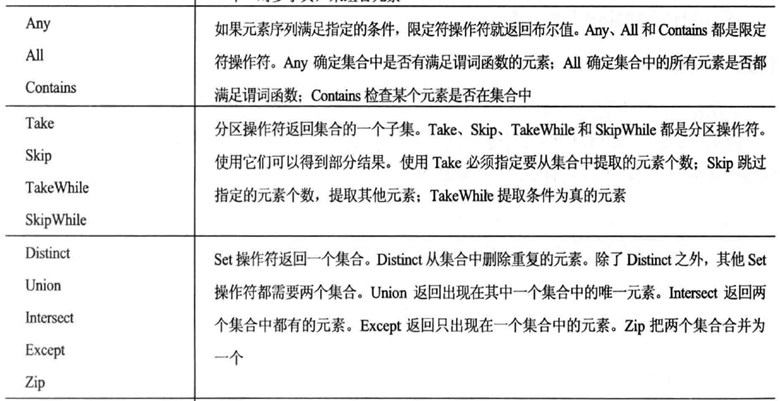 Any
All
Contains
如果元素序列满足指定的条件，限定符操作符就返回布尔值。Any、All 和 Contains 都是限定
符操作符。Any 确定集合中是否有满足谓词函数的元素；All 确定集合中的所有元素是否都
满足谓词函数；Contains 检查某个元素是否在集合中
Take
Skip
TakeWhile
SkipWhile
分区操作符返回集合的一个子集。Take、Skip、TakeWhile 和 SkipWhile 都是分区操作符。
使用它们可以得到部分结果。使用 Take 必须指定要从集合中提取的元素个数；Skip 跳过
指定的元素个数，提取其他元素；TakeWhile 提取条件为真的元素
Distinct
Union
Intersect
Except
Zip
Set 操作符返回一个集合。Distinct 从集合中删除重复的元素。除了 Distinct 之外，其他 Set
操作符都需要两个集合。Union 返回出现在其中一个集合中的唯一元素。Intersect 返回两
个集合中都有的元素。Except 返回只出现在一个集合中的元素。Zip 把两个集合合并为
一个